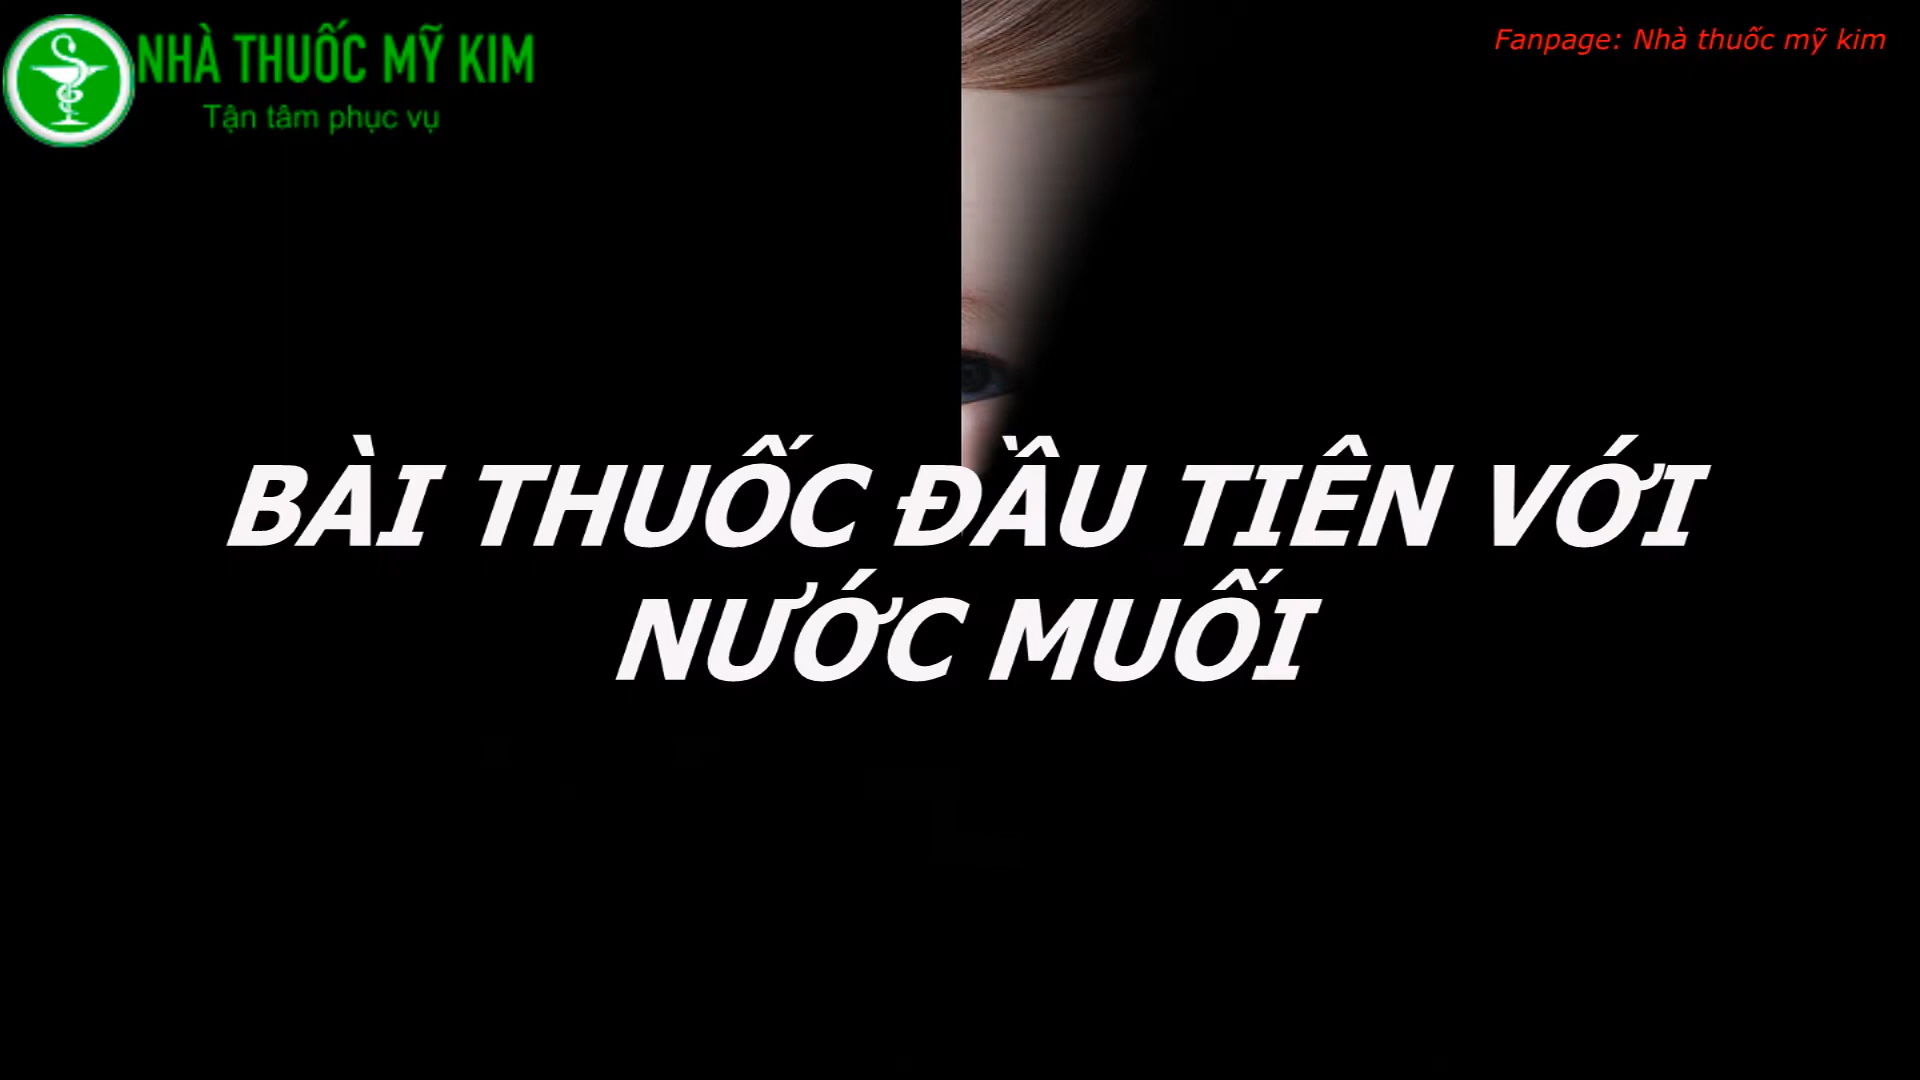 NHÀ THUỐC MỸ KIM
Tận tâm phục vụ
Fanpage: Nhà thuốc mỹ kim
BÀI THUỐC ĐẦU TIÊN VỚI
NƯỚC MUỐI